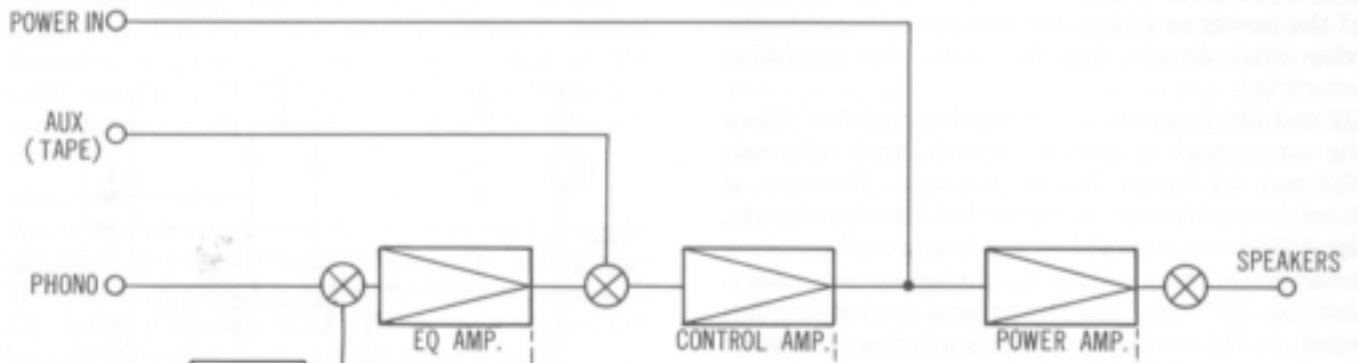 POWER IN
AUX
(TAPE)
PHONO
SPEAKERS
EQ AMP.
CONTROL AMP.
POWER AMP.